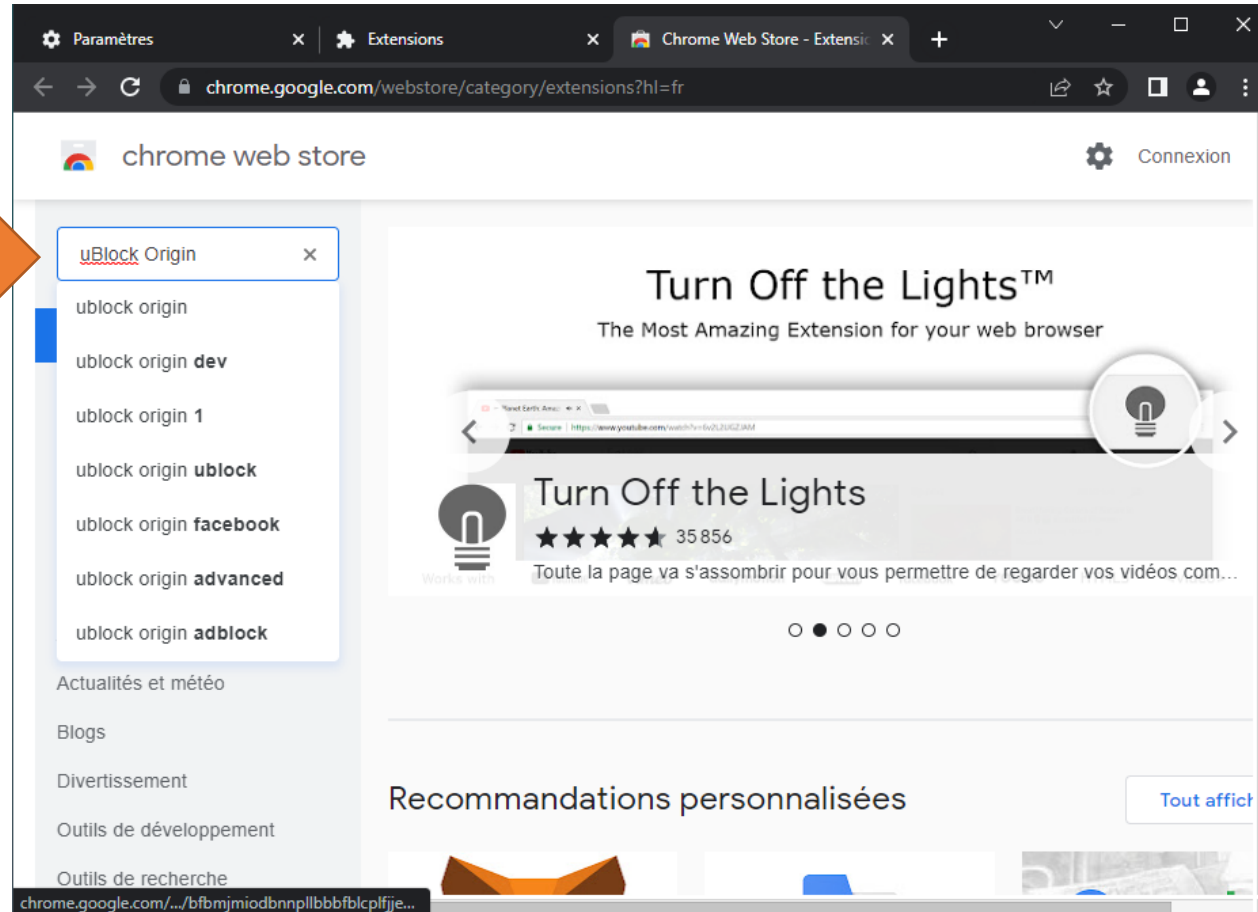 Paramètres
Extensions
Chrome Web Store - Extensic
chrome.google.com/webstore/category/extensions?hl=fr
chrome web store
Connexion
uBlock Origin
ublock origin
ublock origin dev
ublock origin 1
ublock origin ublock
ublock origin facebook
ublock origin advanced
ublock origin adblock
Actualités et météo
Blogs
Divertissement
Outils de développement
Outils de recherche
chrome.google.com/.../bfbmjmiodbnnpllbbbfblcplfjje...
Turn Off the Lights™
The Most Amazing Extension for your web browser
Secure
Turn Off the Lights
35 856
Works with
Toute la page va s'assombrir pour vous permettre de regarder vos vidéos com...
Recommandations personnalisées
Tout affich